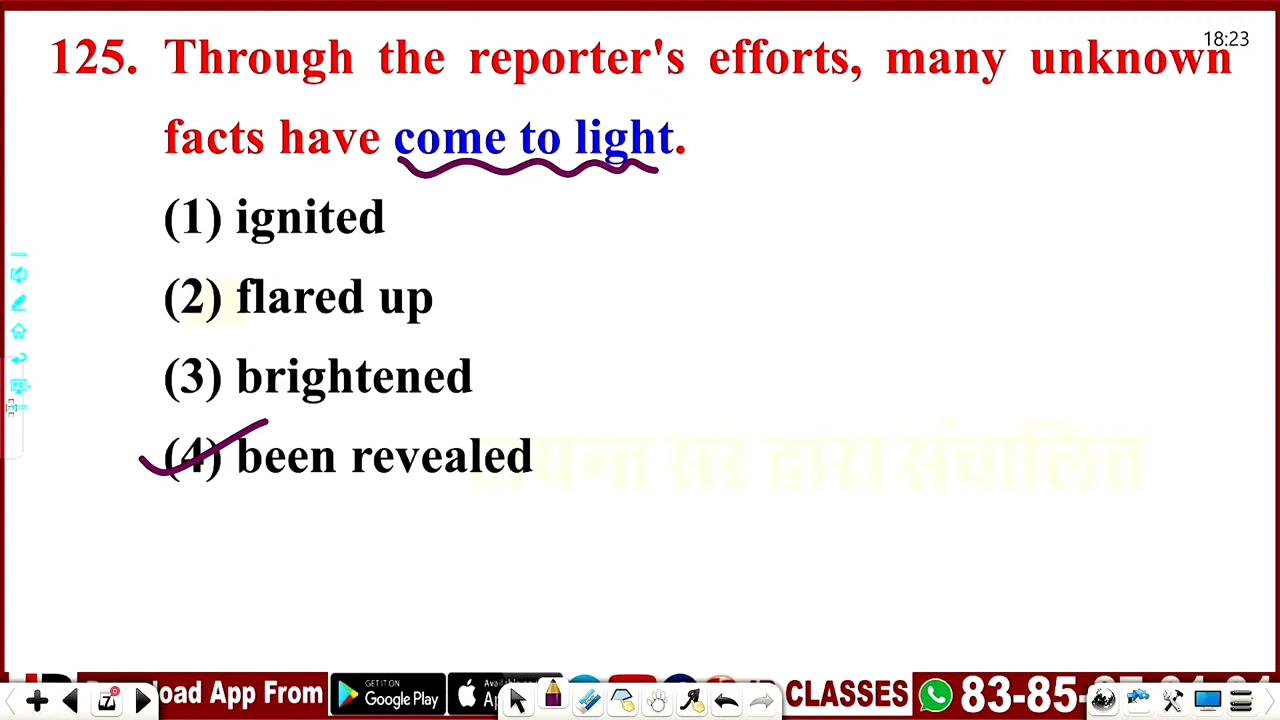 18:23
125. Through the reporter's efforts, many unknown
facts have come to light.
(1) ignited
(2) flared up
(3) brightened
(4) been revealed
सर द्वारा संचालित
App From GET IT ON Google Play CLASSES 83-85-